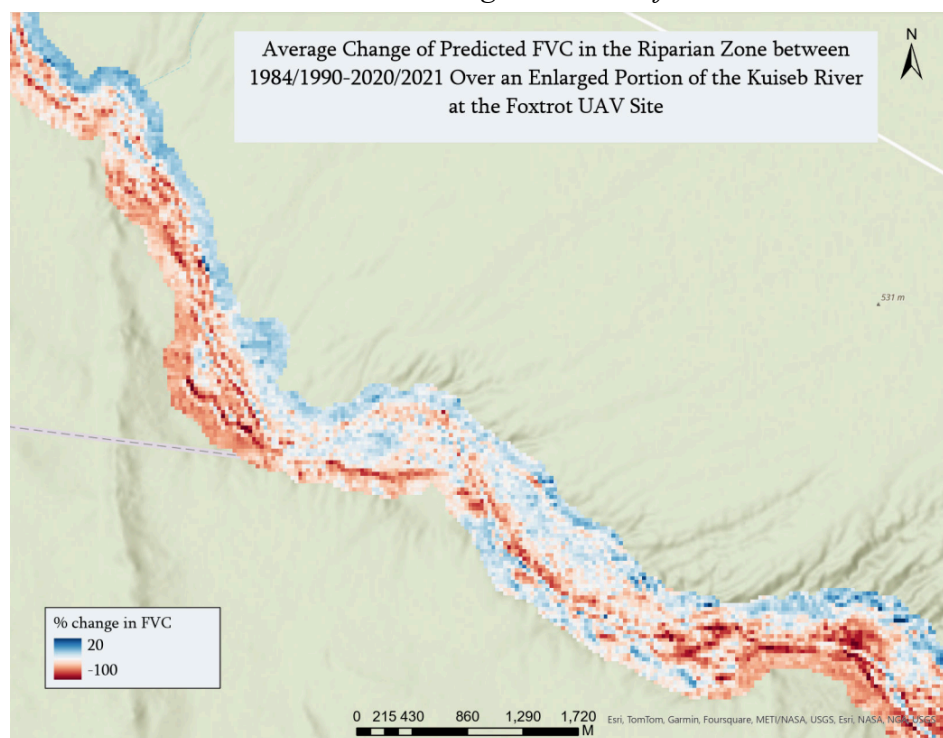 Average Change of Predicted FVC in the Riparian Zone between
1984/1990-2020/2021 Over an Enlarged Portion of the Kuiseb River
at the Foxtrot UAV Site
N
531 m
% change in FVC
20
-100
0 215 430 860 1,290 1,720
M
Esri, TomTom, Garmin, Foursquare, METI/NASA, USGS, Esri, NASA, NGA, USGS